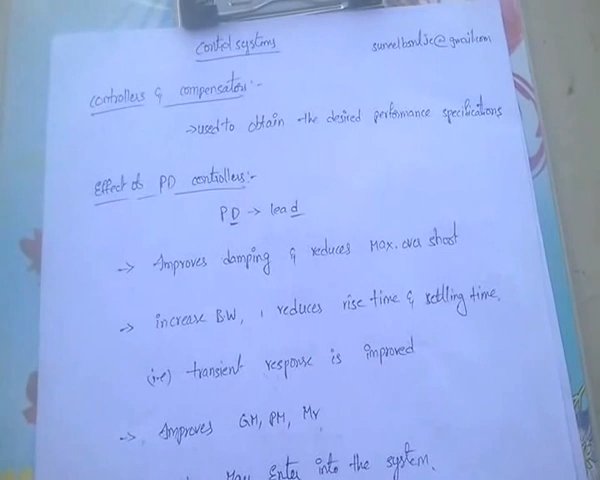 Control systems
sunnelbsndjc@gmail.com
Controllers & compensators:-
→ used to obtain the desired performance specifications
Effect of PD controllers:-
PD → lead
→ Improves damping & reduces Max. over shoot
→ increase BW, reduces rise time & settling time.
(i.e) transient response is improved
→ Improves GM, PM, Mr
May Enter into the system.